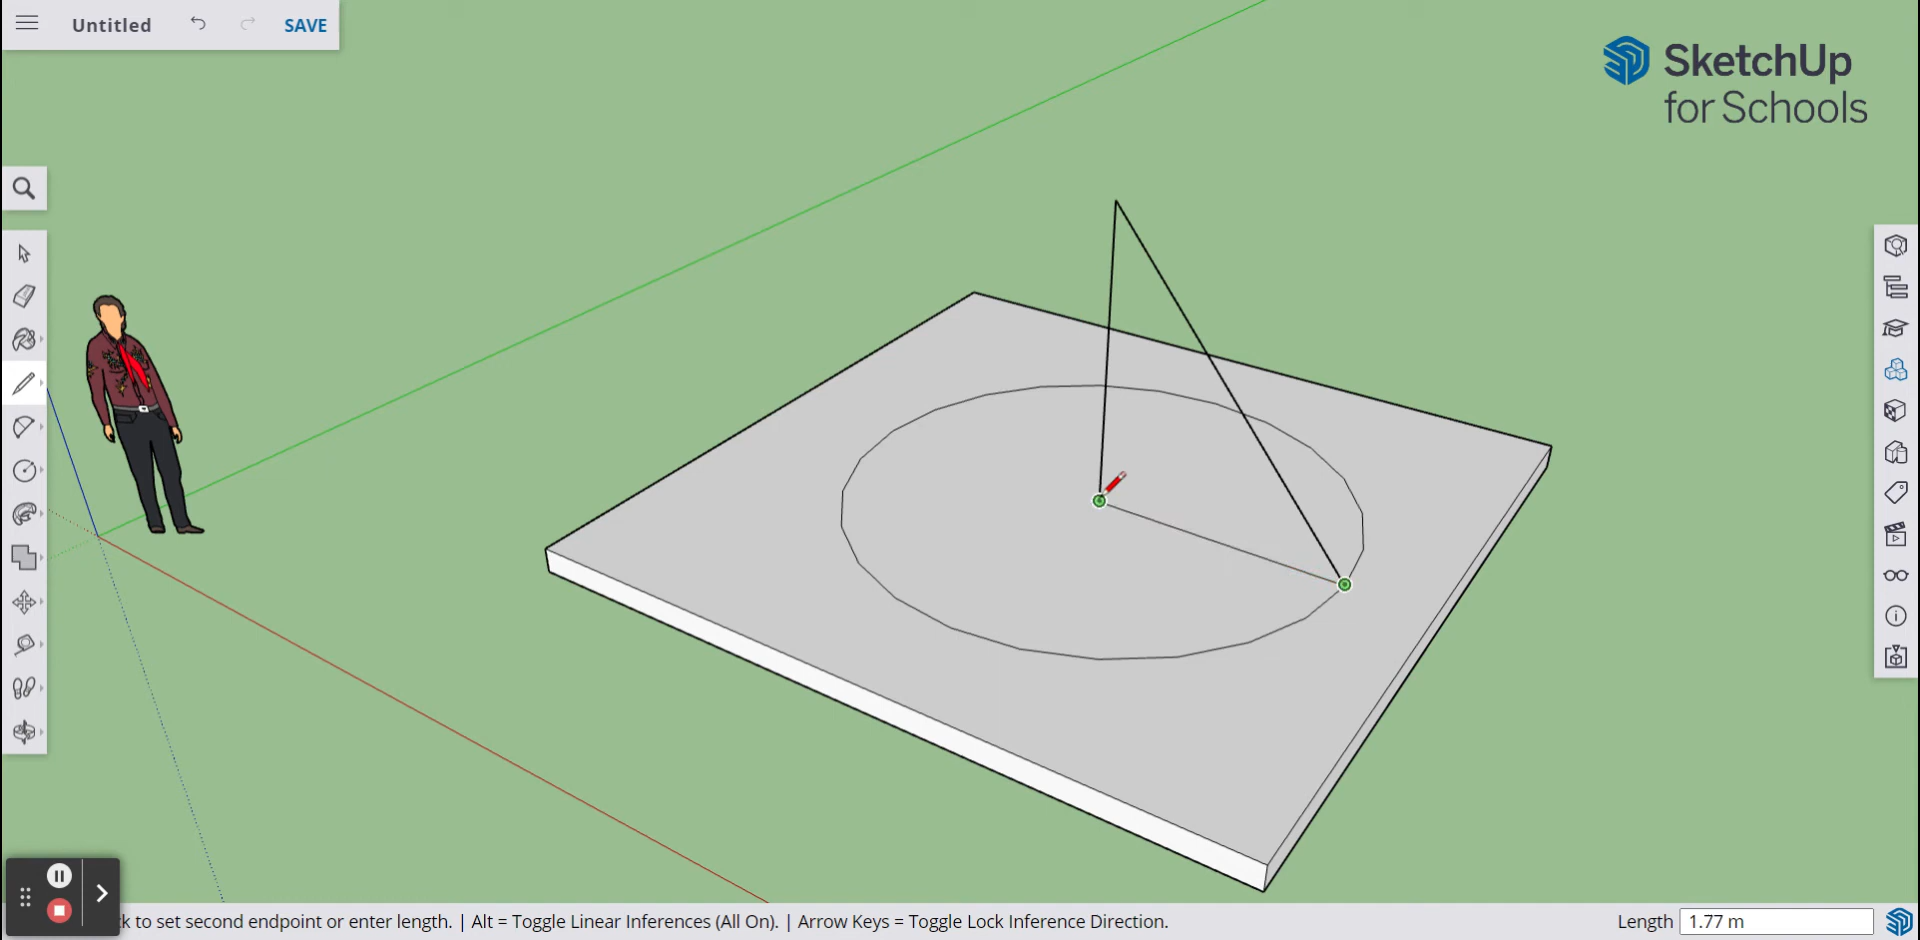 Untitled
SAVE
SketchUp
for Schools
ck to set second endpoint or enter length. | Alt = Toggle Linear Inferences (All On). | Arrow Keys = Toggle Lock Inference Direction.
Length 1.77 m